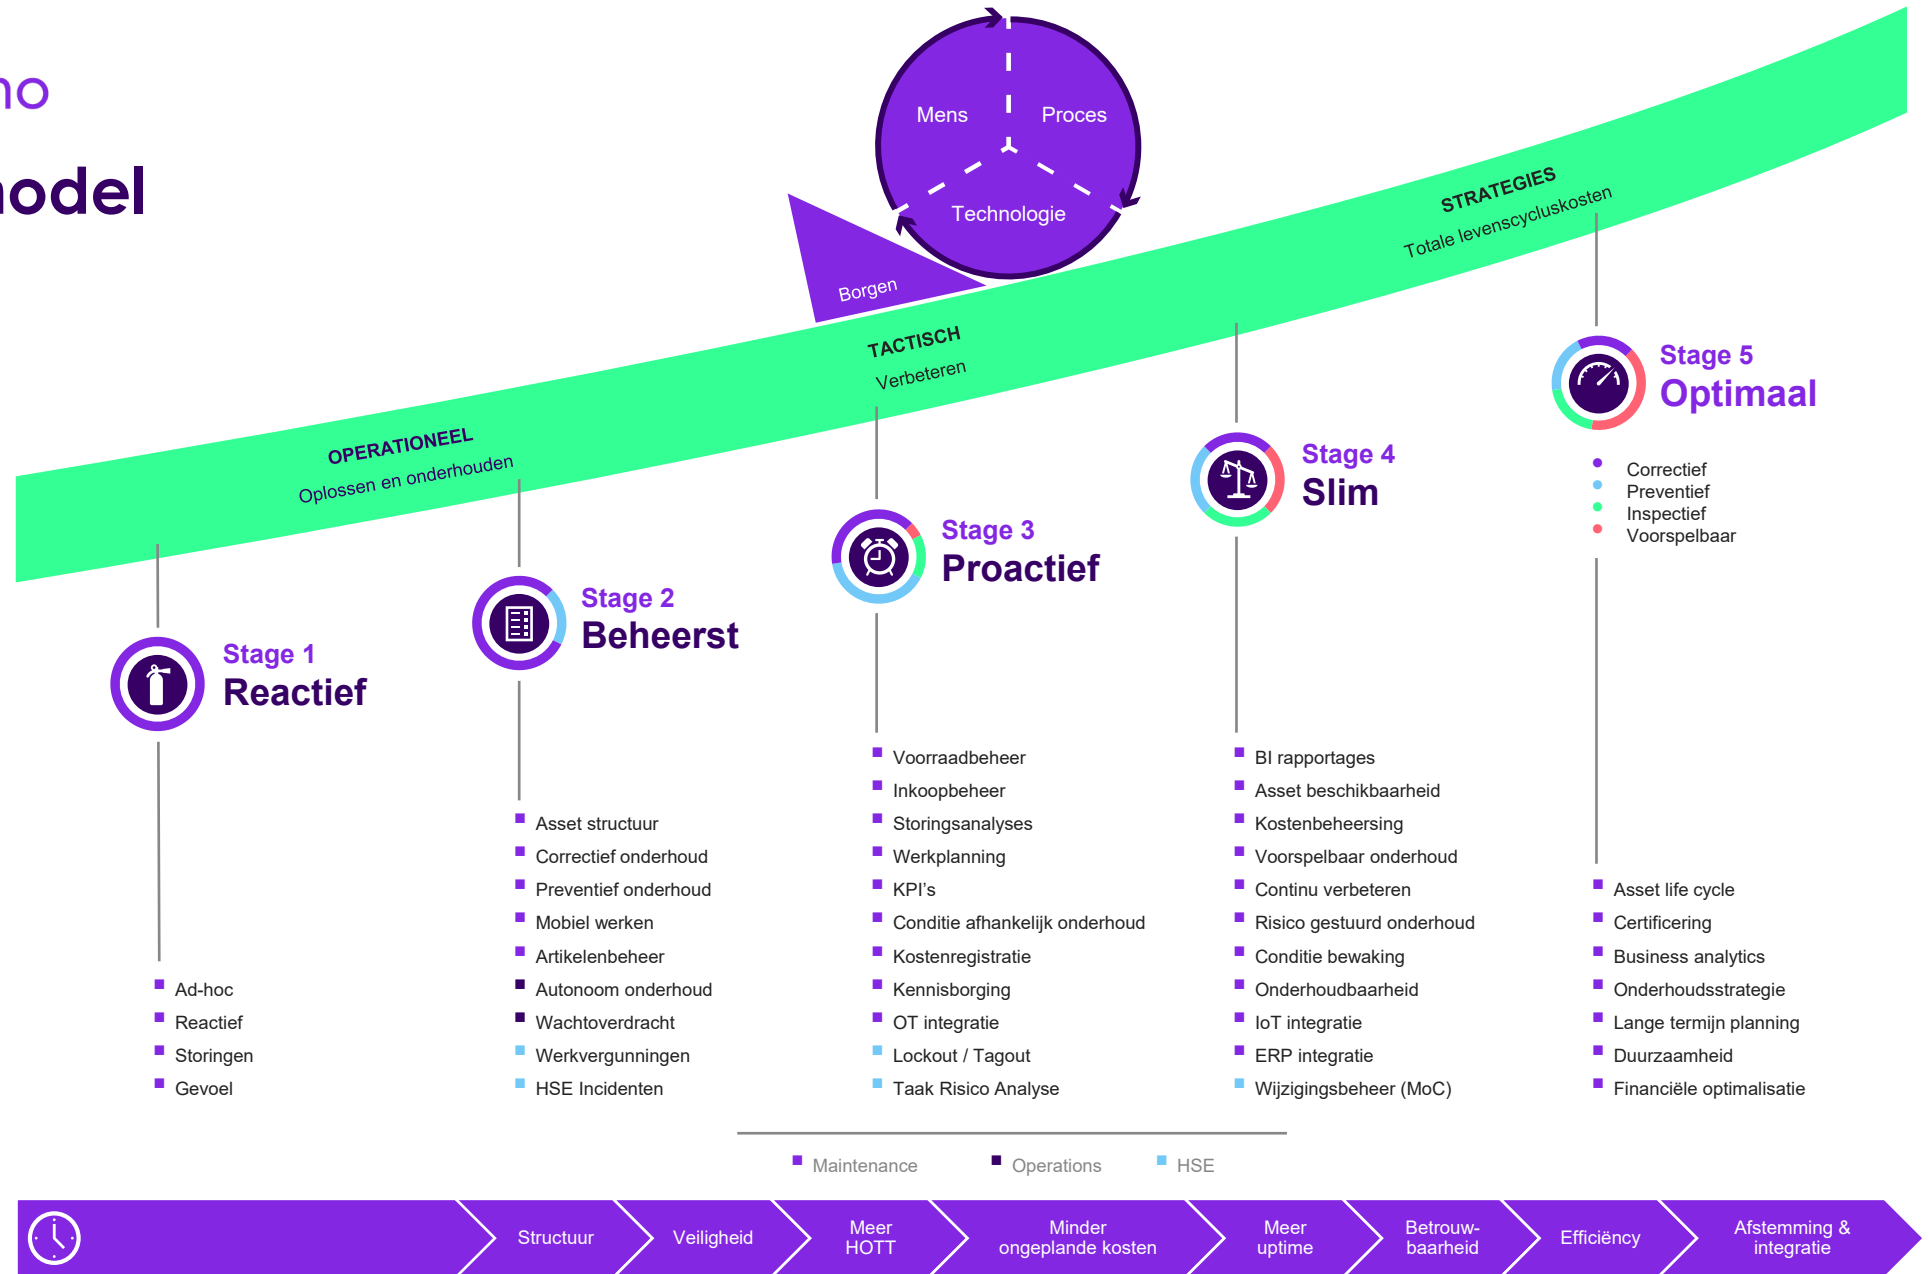 no
nodel
Mens
Proces
Technologie
Borgen
STRATEGIES
Totale levenscycluskosten
TACTISCH
Verbeteren
OPERATIONEEL
Oplossen en onderhouden
Stage 1
Reactief
Ad-hoc
Reactief
Storingen
Gevoel
Stage 2
Beheerst
Asset structuur
Correctief onderhoud
Preventief onderhoud
Mobiel werken
Artikelenbeheer
Autonoom onderhoud
Wachtoverdracht
Werkvergunningen
HSE Incidenten
Stage 3
Proactief
Voorraadbeheer
Inkoopbeheer
Storingsanalyses
Werkplanning
KPI's
Conditie afhankelijk onderhoud
Kostenregistratie
Kennisborging
OT integratie
Lockout / Tagout
Taak Risico Analyse
Stage 4
Slim
BI rapportages
Asset beschikbaarheid
Kostenbeheersing
Voorspelbaar onderhoud
Continu verbeteren
Risico gestuurd onderhoud
Conditie bewaking
Onderhoudbaarheid
IoT integratie
ERP integratie
Wijzigingsbeheer (MoC)
Stage 5
Optimaal
Correctief
Preventief
Inspectief
Voorspelbaar
Asset life cycle
Certificering
Business analytics
Onderhoudsstrategie
Lange termijn planning
Duurzaamheid
Financiële optimalisatie
Maintenance
Operations
HSE
Structuur
Veiligheid
Meer
HOTT
Minder
ongeplande kosten
Meer
uptime
Betrouw-
baarheid
Efficiëncy
Afstemming &
integratie